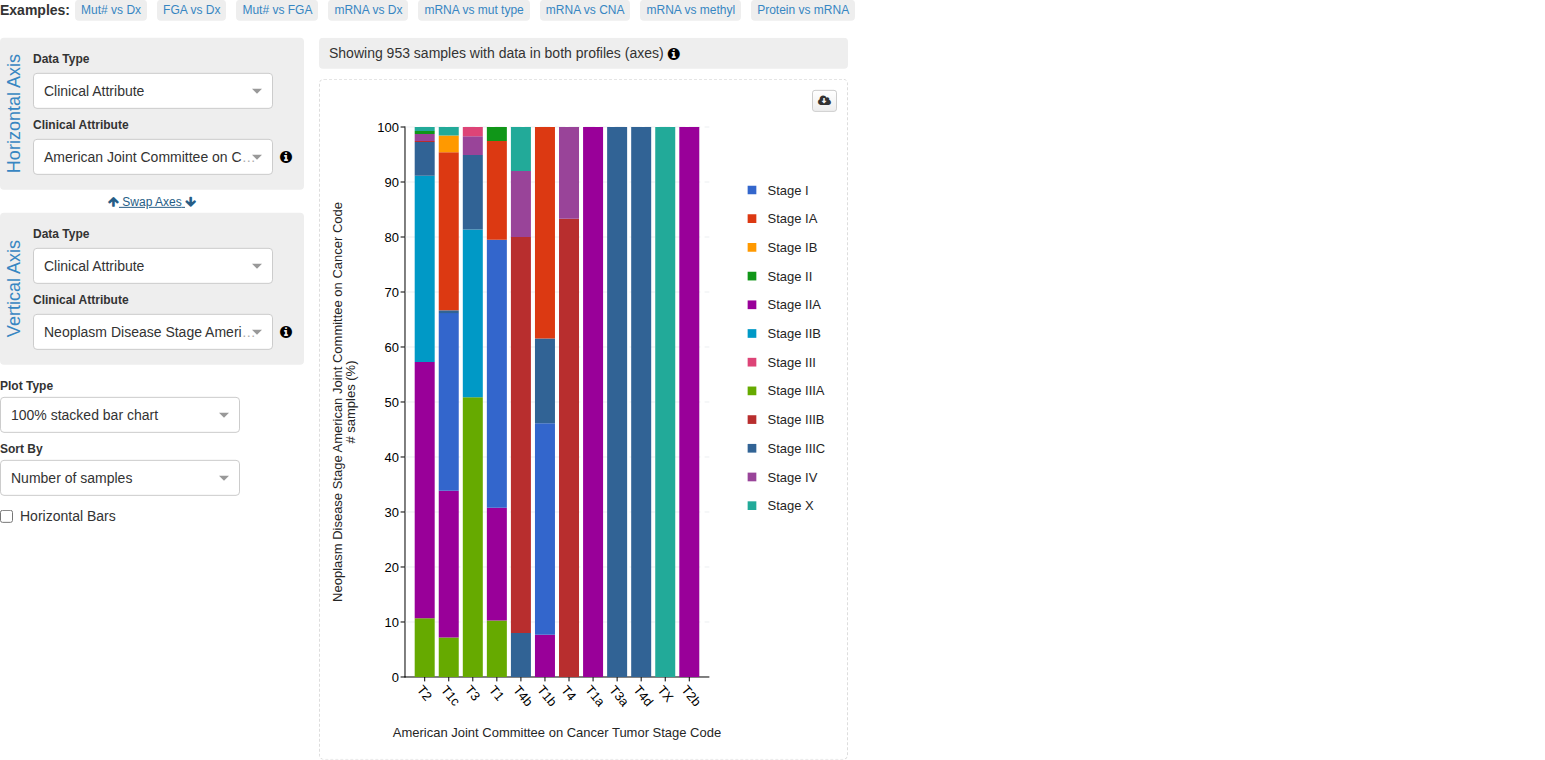 Examples: Mut# vs Dx FGA vs Dx Mut# vs FGA mRNA vs Dx mRNA vs mut type mRNA vs CNA mRNA vs methyl Protein vs mRNA
Horizontal Axis
Data Type
Clinical Attribute
Clinical Attribute
American Joint Committee on C...
Swap Axes
Vertical Axis
Data Type
Clinical Attribute
Clinical Attribute
Neoplasm Disease Stage Ameri...
Plot Type
100% stacked bar chart
Sort By
Number of samples
Horizontal Bars
Showing 953 samples with data in both profiles (axes)
Neoplasm Disease Stage American Joint Committee on Cancer Code
# samples (%)
100
90
80
70
60
50
40
30
20
10
0
T2 T1c T3 T1 T4b T1b T4 T1a T3a T4d TX T2b
American Joint Committee on Cancer Tumor Stage Code
Stage I
Stage IA
Stage IB
Stage II
Stage IIA
Stage IIB
Stage III
Stage IIIA
Stage IIIB
Stage IIIC
Stage IV
Stage X